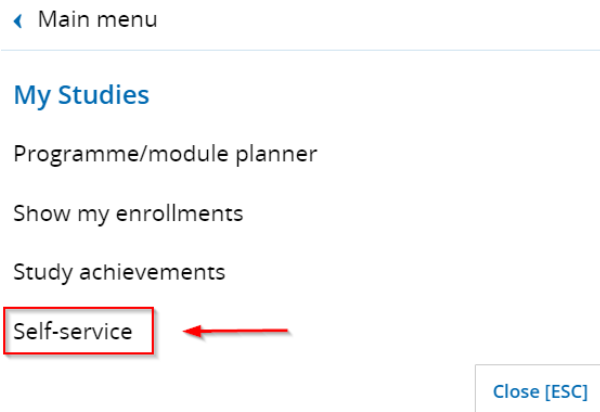 Main menu
My Studies
Programme/module planner
Show my enrollments
Study achievements
Self-service
Close [ESC]